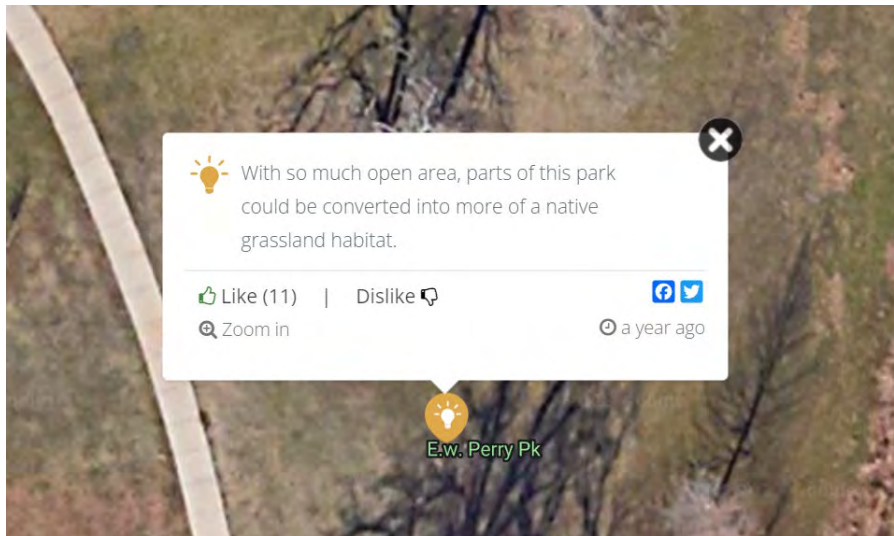 With so much open area, parts of this park
could be converted into more of a native
grassland habitat.
Like (11) | Dislike
Zoom in
a year ago
E.w. Perry Pk